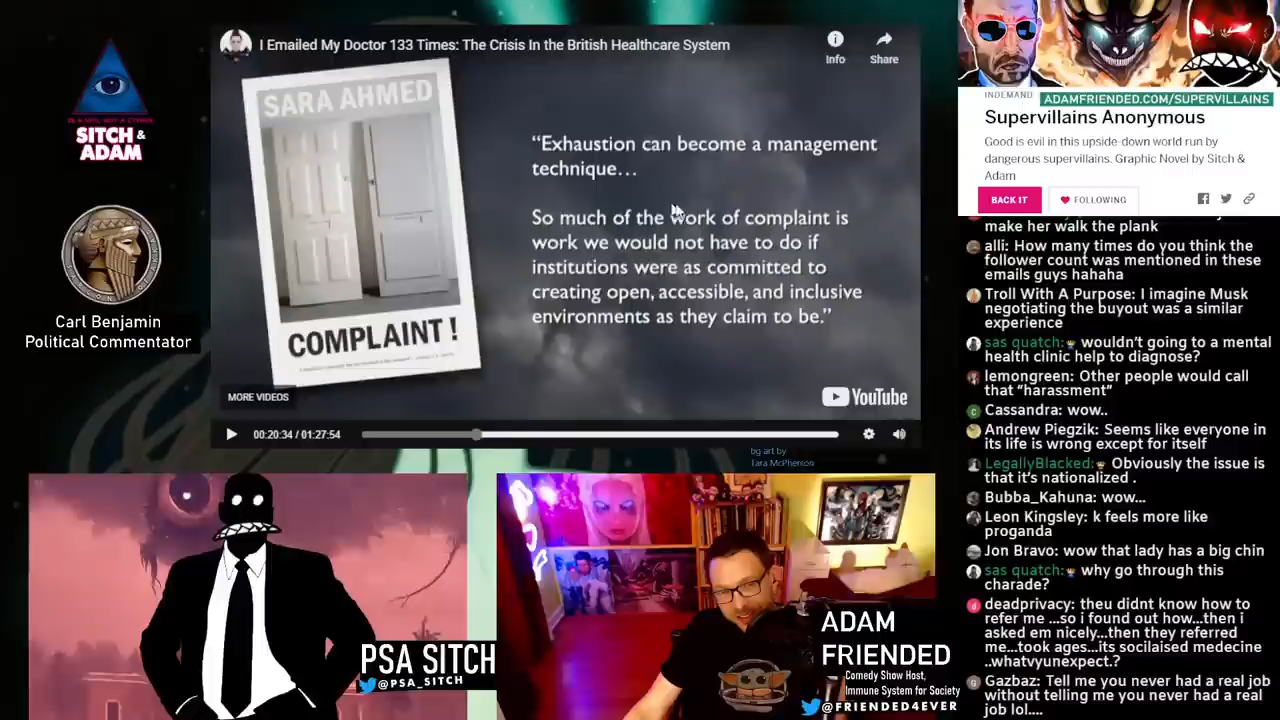 IS A VEIL, NOT A CYPHER
SITCH &
ADAM
Carl Benjamin
Political Commentator
I Emailed My Doctor 133 Times: The Crisis In the British Healthcare System
Info
Share
SARA AHMED
COMPLAINT!
“Exhaustion can become a management
technique…
So much of the work of complaint is
work we would not have to do if
institutions were as committed to
creating open, accessible, and inclusive
environments as they claim to be.”
MORE VIDEOS
YouTube
00:20:34 / 01:27:54
bg art by
Tara McPherson
PSA SITCH
@PSA_SITCH
ADAM
FRIENDED
Comedy Show Host,
Immune System for Society
@FRIENDED4EVER
INDEMAND
ADAMFRIENDED.COM/SUPERVILLAINS
Supervillains Anonymous
Good is evil in this upside-down world run by
dangerous supervillains. Graphic Novel by Sitch &
Adam
BACK IT
FOLLOWING
make her walk the plank
alli: How many times do you think the
follower count was mentioned in these
emails guys hahaha
Troll With A Purpose: I imagine Musk
negotiating the buyout was a similar
experience
sas quatch: wouldn’t going to a mental
health clinic help to diagnose?
lemongreen: Other people would call
that “harassment”
Cassandra: wow..
Andrew Piegzik: Seems like everyone in
its life is wrong except for itself
LegallyBlacked: Obviously the issue is
that it’s nationalized .
Bubba_Kahuna: wow...
Leon Kingsley: k feels more like
proganda
Jon Bravo: wow that lady has a big chin
sas quatch: why go through this
charade?
deadprivacy: theu didnt know how to
refer me ...so i found out how...then i
asked em nicely...then they referred
me...took ages...its socilaised medecine
..whatvyunexpect.?
Gazbaz: Tell me you never had a real job
without telling me you never had a real
job lol....